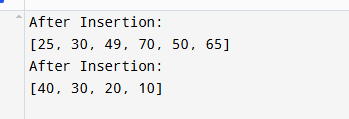 After Insertion:
[25, 30, 49, 70, 50, 65]
After Insertion:
[40, 30, 20, 10]